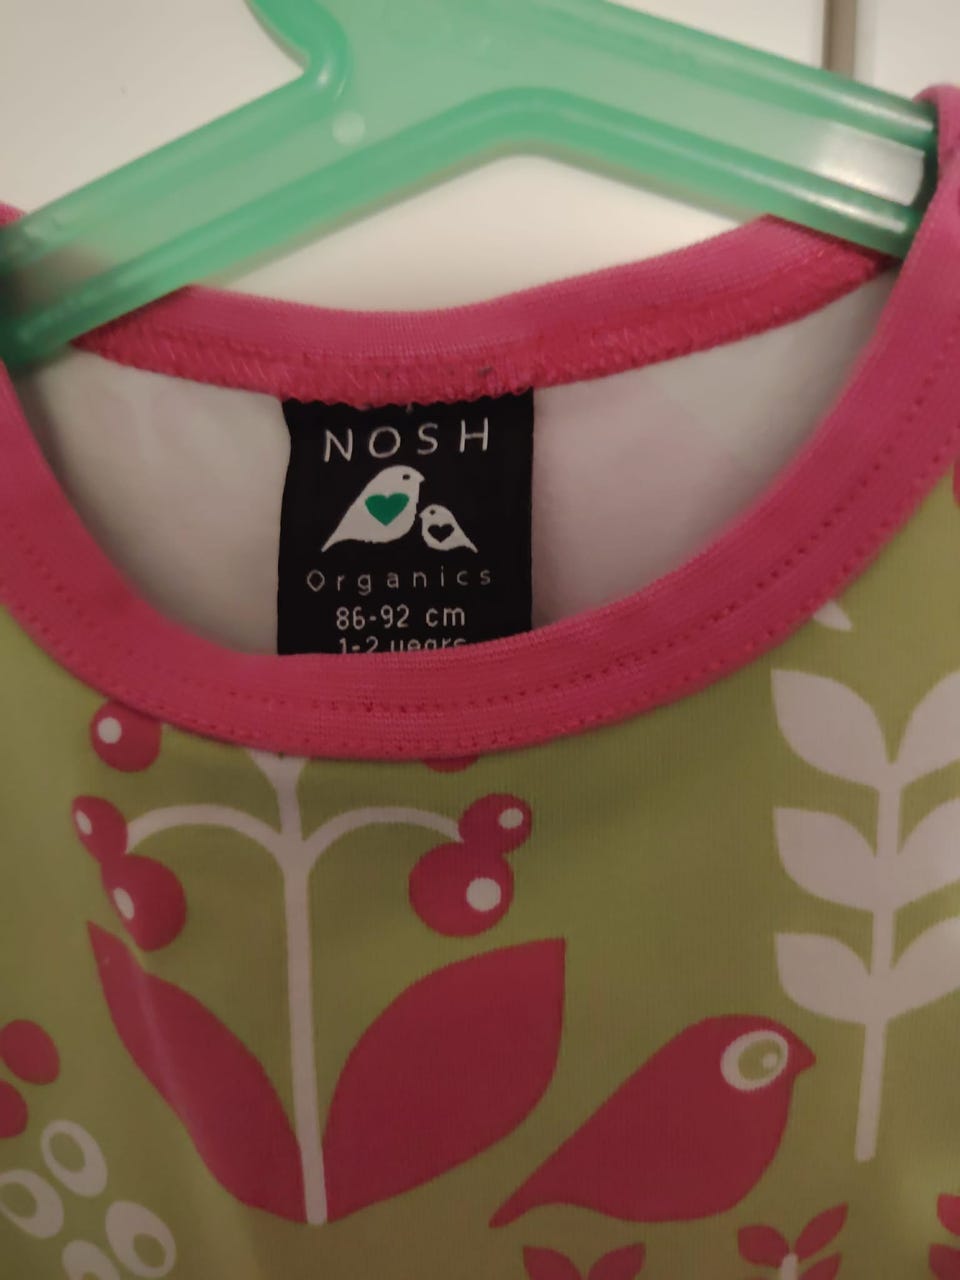 NOSH
Organics
86-92 cm
1-2 years